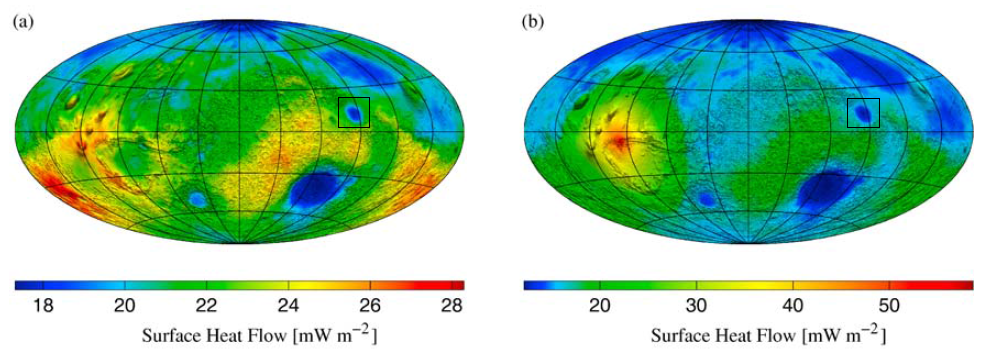 (a)
(b)
18 20 22 24 26 28
20 30 40 50
Surface Heat Flow [mW m⁻²]
Surface Heat Flow [mW m⁻²]